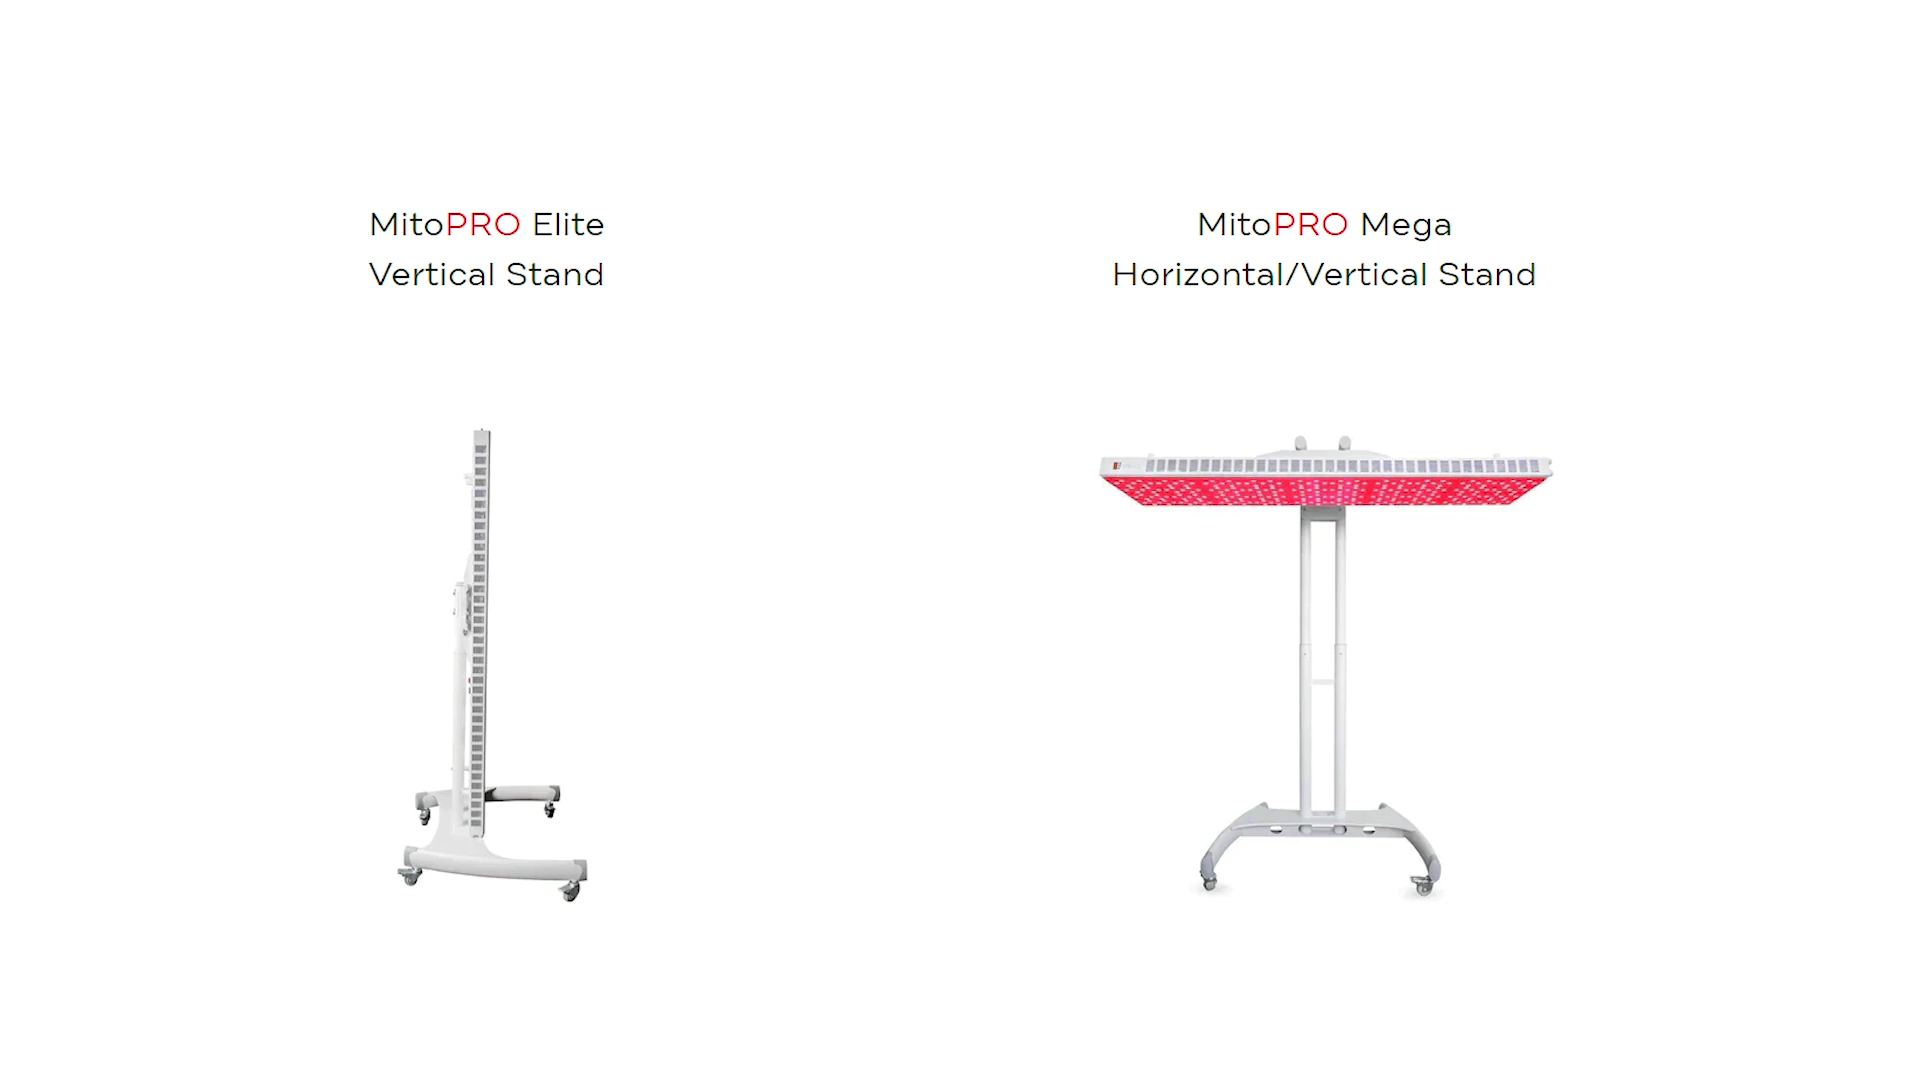 MitoPRO Elite
Vertical Stand
MitoPRO Mega
Horizontal/Vertical Stand